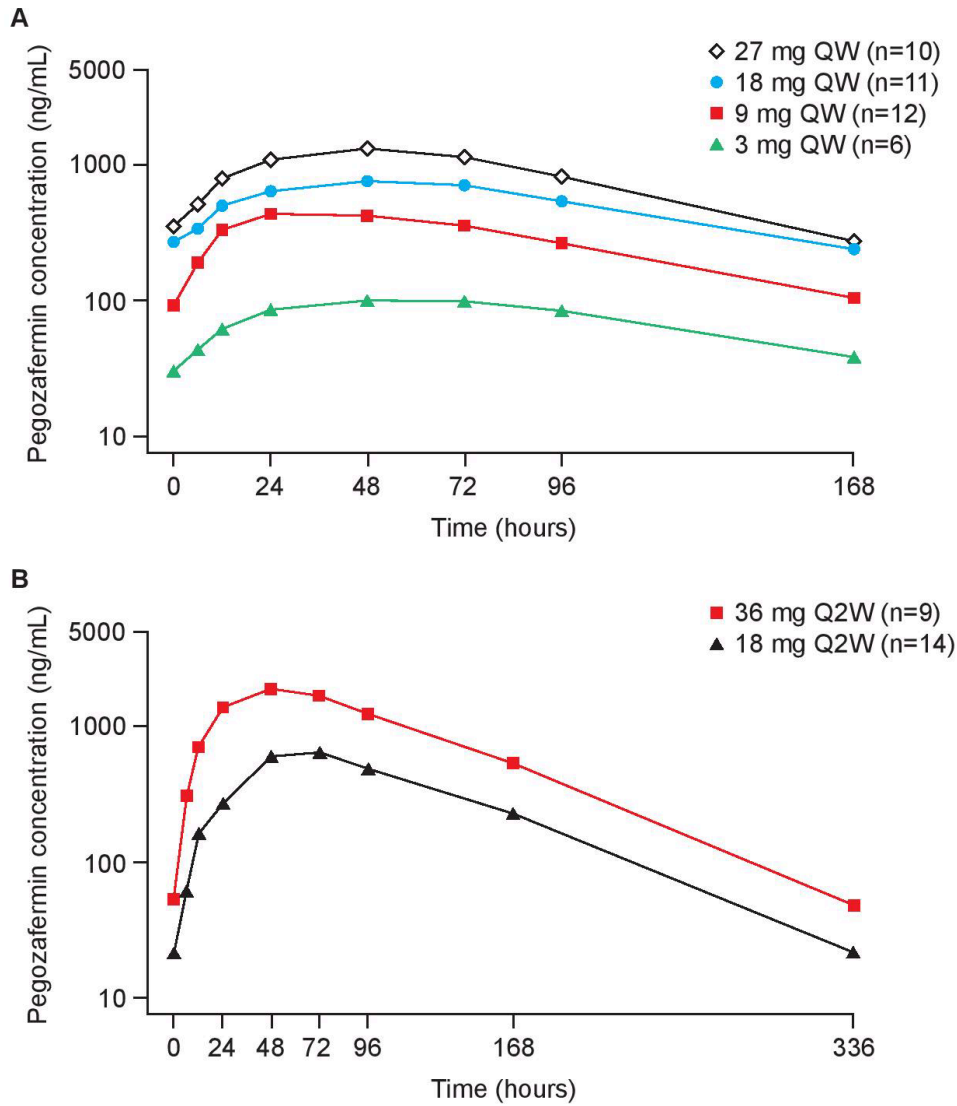 A
Pegozafermin concentration (ng/mL)
5000
1000
100
10
27 mg QW (n=10)
18 mg QW (n=11)
9 mg QW (n=12)
3 mg QW (n=6)
0 24 48 72 96 168
Time (hours)
B
Pegozafermin concentration (ng/mL)
5000
1000
100
10
36 mg Q2W (n=9)
18 mg Q2W (n=14)
0 24 48 72 96 168 336
Time (hours)